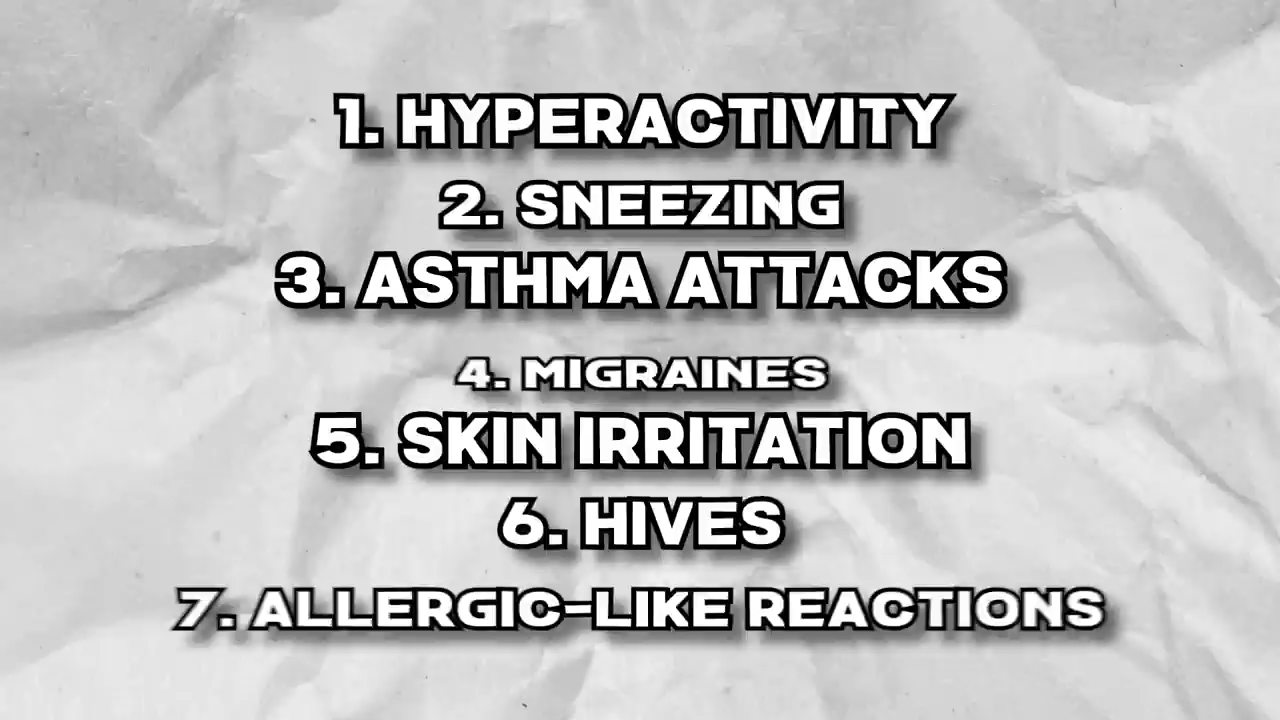 1. HYPERACTIVITY
2. SNEEZING
3. ASTHMA ATTACKS
4. MIGRAINES
5. SKIN IRRITATION
6. HIVES
7. ALLERGIC-LIKE REACTIONS